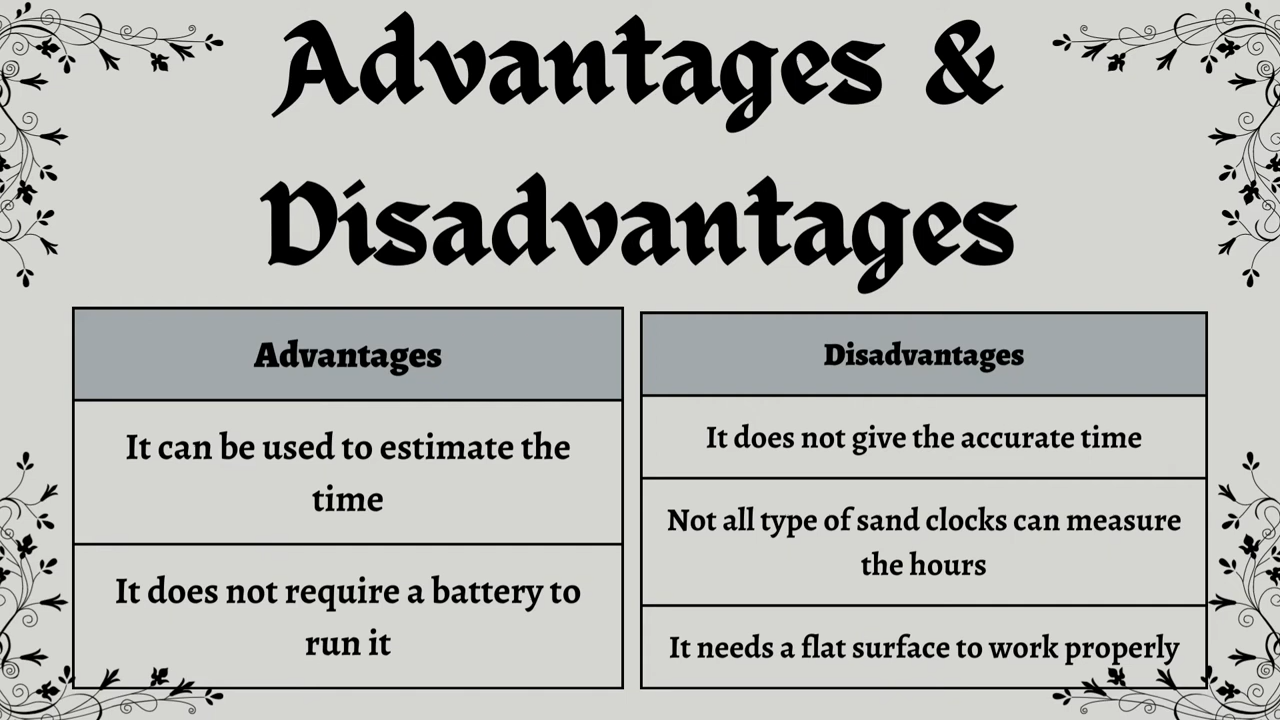 Advantages &
Disadvantages
Advantages
It can be used to estimate the
time
It does not require a battery to
run it
Disadvantages
It does not give the accurate time
Not all type of sand clocks can measure
the hours
It needs a flat surface to work properly